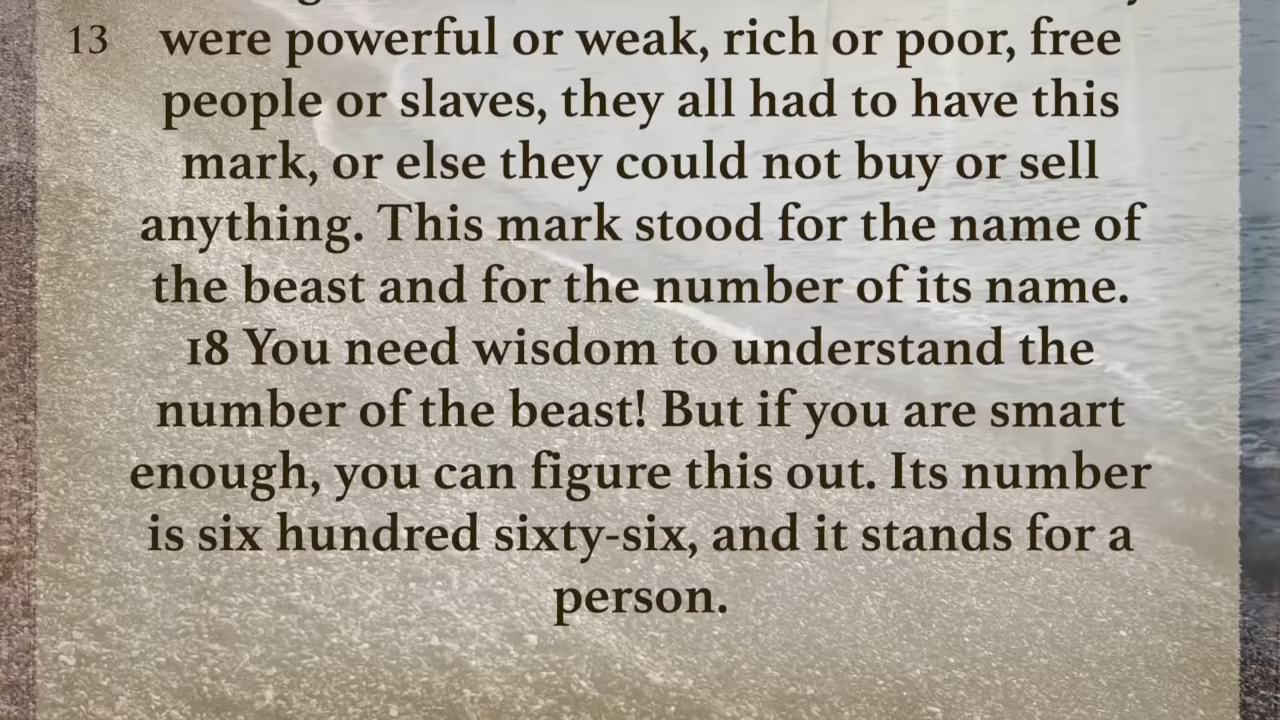 13 were powerful or weak, rich or poor, free
people or slaves, they all had to have this
mark, or else they could not buy or sell
anything. This mark stood for the name of
the beast and for the number of its name.
18 You need wisdom to understand the
number of the beast! But if you are smart
enough, you can figure this out. Its number
is six hundred sixty-six, and it stands for a
person.